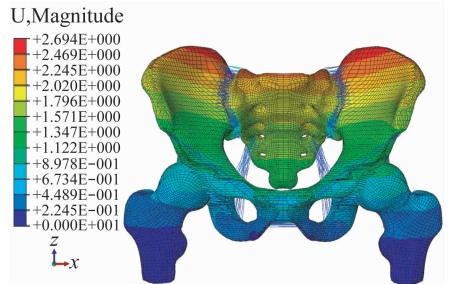 U,Magnitude
+2.694E+000
+2.469E+000
+2.245E+000
+2.020E+000
+1.796E+000
+1.571E+000
+1.347E+000
+1.122E+000
+8.978E−001
+6.734E−001
+4.489E−001
+2.245E−001
+0.000E+001
z
x